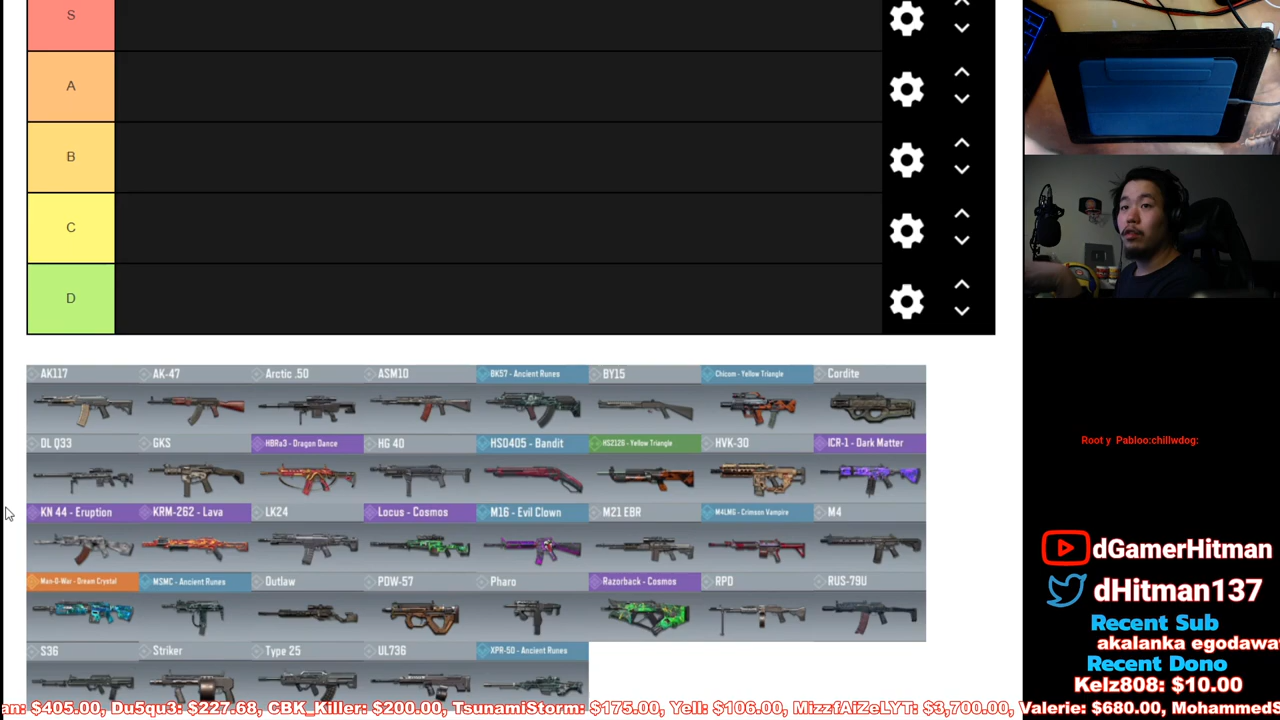 S
A
B
C
D
AK117
AK-47
Arctic .50
ASM10
BK57 - Ancient Runes
BY15
Chicom - Yellow Triangle
Cordite
DL Q33
GKS
HBRa3 - Dragon Dance
HG 40
HS0405 - Bandit
HS2126 - Yellow Triangle
HVK-30
ICR-1 - Dark Matter
KN 44 - Eruption
KRM-262 - Lava
LK24
Locus - Cosmos
M16 - Evil Clown
M21 EBR
M4LMG - Crimson Vampire
M4
Man-O-War - Dream Crystal
MSMC - Ancient Runes
Outlaw
PDW-57
Pharo
Razorback - Cosmos
RPD
RUS-79U
S36
Striker
Type 25
UL736
XPR-50 - Ancient Runes
Root y Pabloo:chillwdog:
dGamerHitman
dHitman137
Recent Sub
akalanka egodawa
Recent Dono
Kelz808: $10.00
an: $405.00, Du5qu3: $227.68, CBK_Killer: $200.00, TsunamiStorm: $175.00, Yell: $106.00, MizzfAiZeLYT: $3,700.00, Valerie: $680.00, MohammedS